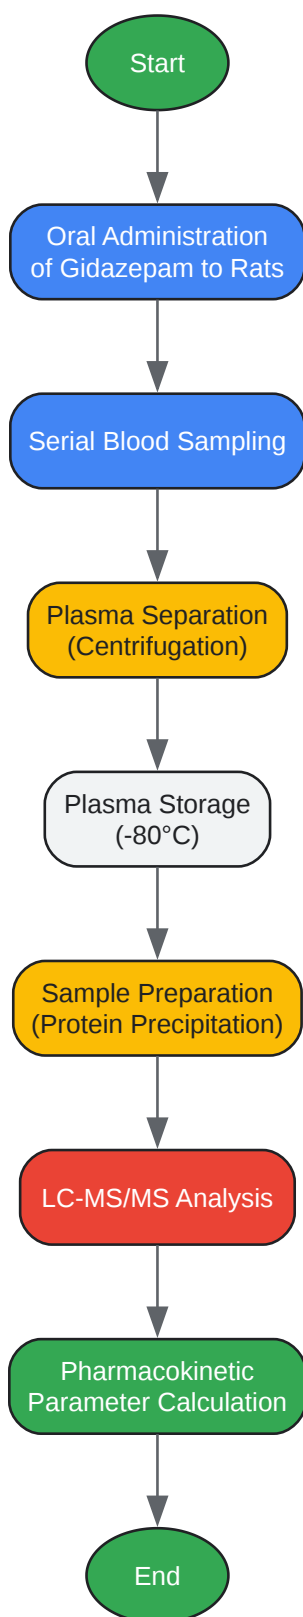 Start
Oral Administration
of Gidazepam to Rats
Serial Blood Sampling
Plasma Separation
(Centrifugation)
Plasma Storage
(-80°C)
Sample Preparation
(Protein Precipitation)
LC-MS/MS Analysis
Pharmacokinetic
Parameter Calculation
End